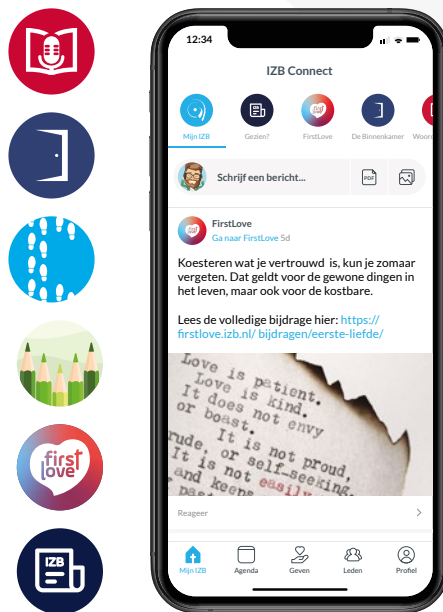 12:34
IZB Connect
Mijn IZB
Gezien?
FirstLove
De Binnenkamer
Woord
Schrijf een bericht...
PDF
FirstLove
Ga naar FirstLove 5d
Koesteren wat je vertrouwd is, kun je zomaar
vergeten. Dat geldt voor de gewone dingen in
het leven, maar ook voor de kostbare.
Lees de volledige bijdrage hier: https://
firstlove.izb.nl/ bijdragen/eerste-liefde/
Love is patient.
Love is kind.
It does not envy
or boast.
It is not proud,
rude, or self-seeking.
It is not easily
and keeps
Reageer
Mijn IZB
Agenda
Geven
Leden
Profiel
first
love
IZB